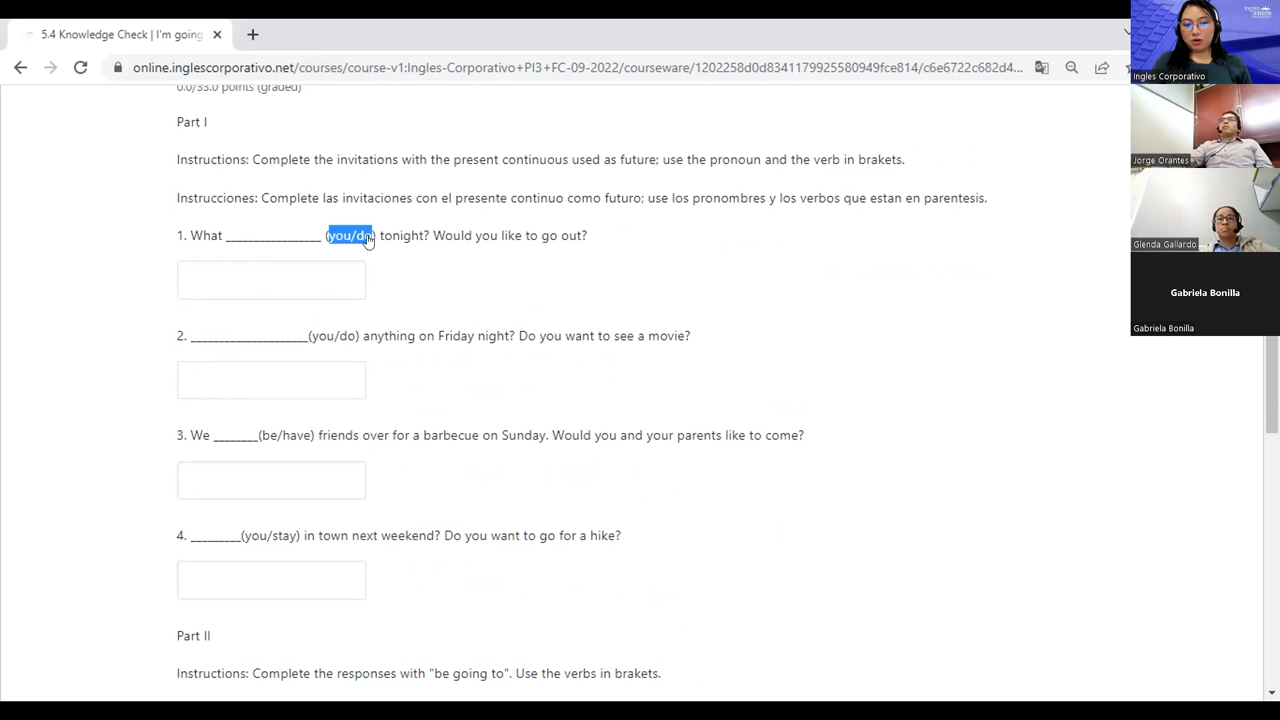 5.4 Knowledge Check | I'm going
online.inglescorporativo.net/courses/course-v1:Ingles-Corporativo+PI3+FC-09-2022/courseware/1202258d0d8341179925580949fce814/c6e6722c682d4...
0.0/33.0 points (graded)
Part I
Instructions: Complete the invitations with the present continuous used as future; use the pronoun and the verb in brakets.
Instrucciones: Complete las invitaciones con el presente continuo como futuro; use los pronombres y los verbos que estan en parentesis.
1. What ________________ (you/do) tonight? Would you like to go out?
2. _____________________(you/do) anything on Friday night? Do you want to see a movie?
3. We ________(be/have) friends over for a barbecue on Sunday. Would you and your parents like to come?
4. _________(you/stay) in town next weekend? Do you want to go for a hike?
Part II
Instructions: Complete the responses with "be going to". Use the verbs in brakets.
Ingles Corporativo
Jorge Orantes
Glenda Gallardo
Gabriela Bonilla
Gabriela Bonilla